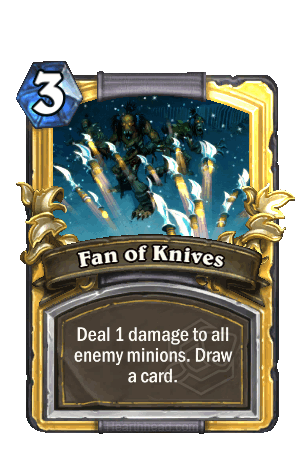 3
Fan of Knives
Deal 1 damage to all
enemy minions. Draw
a card.